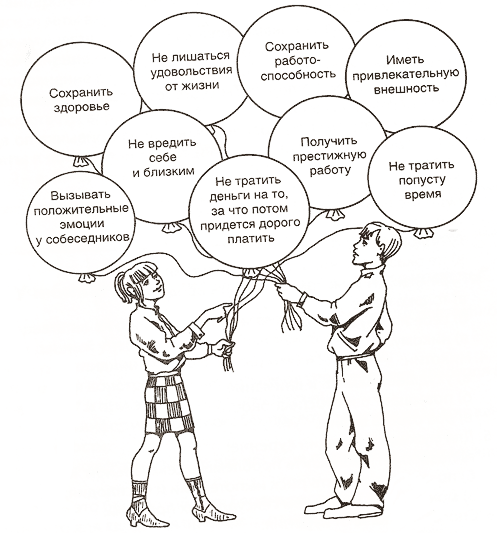 Сохранить
здоровье
Не лишаться
удовольствия
от жизни
Сохранить
работо-
способность
Иметь
привлекательную
внешность
Не вредить
себе
и близким
Получить
престижную
работу
Не тратить
попусту
время
Вызывать
положительные
эмоции
у собеседников
Не тратить
деньги на то,
за что потом
придется дорого
платить